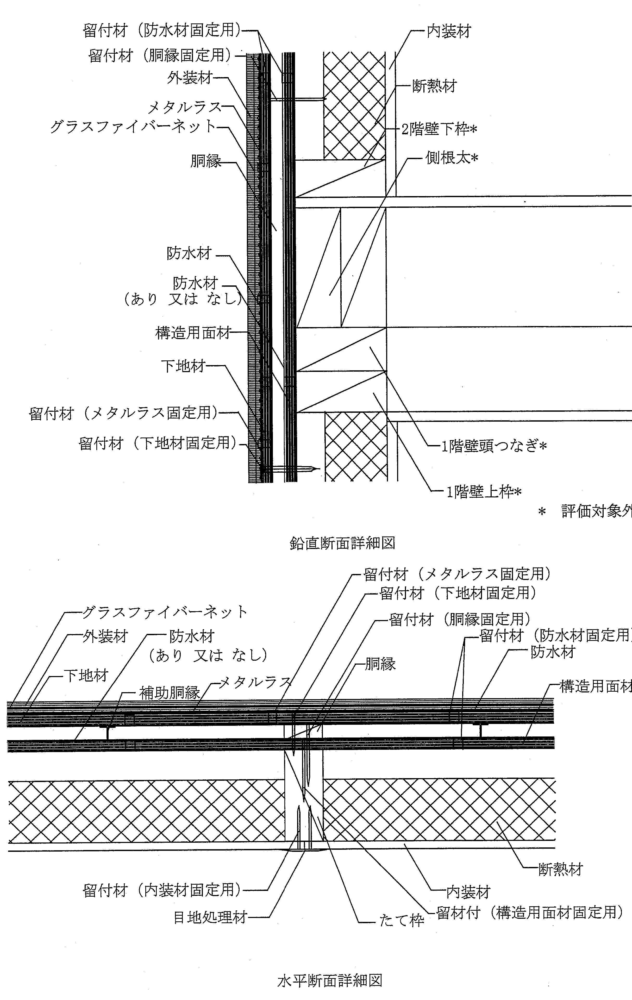 留付材（防水材固定用）
留付材（胴縁固定用）
外装材
メタルラス
グラスファイバーネット
胴縁
防水材
防水材
（あり 又は なし）
構造用面材
下地材
留付材（メタルラス固定用）
留付材（下地材固定用）
内装材
断熱材
2階壁下枠*
側根太*
1階壁頭つなぎ*
1階壁上枠*
* 評価対象外
鉛直断面詳細図
留付材（メタルラス固定用）
留付材（下地材固定用）
留付材（胴縁固定用）
留付材（防水材固定用）
防水材
胴縁
構造用面材
グラスファイバーネット
外装材
防水材
（あり 又は なし）
下地材
補助胴縁
メタルラス
断熱材
内装材
留材付（構造用面材固定用）
たて枠
留付材（内装材固定用）
目地処理材
水平断面詳細図